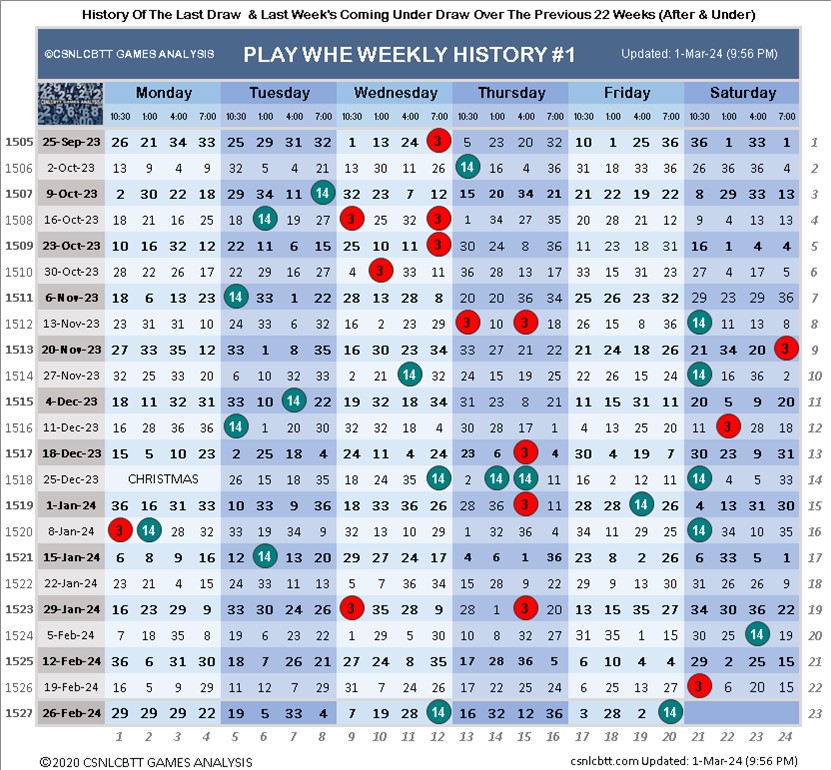 History Of The Last Draw & Last Week's Coming Under Draw Over The Previous 22 Weeks (After & Under)
©CSNLCBTT GAMES ANALYSIS PLAY WHE WEEKLY HISTORY #1 Updated: 1-Mar-24 (9:56 PM)
Monday Tuesday Wednesday Thursday Friday Saturday
10:30 1:00 4:00 7:00 10:30 1:00 4:00 7:00 10:30 1:00 4:00 7:00 10:30 1:00 4:00 7:00 10:30 1:00 4:00 7:00 10:30 1:00 4:00 7:00
1505 25-Sep-23 26 21 34 33 25 29 31 32 1 13 24 3 5 23 20 32 10 1 25 36 36 1 33 1 1
1506 2-Oct-23 13 9 4 9 32 5 4 21 13 30 11 26 14 16 4 36 31 18 33 36 26 36 36 4 2
1507 9-Oct-23 2 30 22 18 29 34 11 14 32 23 7 12 15 20 34 21 21 22 19 22 8 29 33 13 3
1508 16-Oct-23 18 21 16 25 18 14 19 27 3 25 32 3 1 34 27 35 20 28 21 12 4 13 13 4
1509 23-Oct-23 10 16 32 12 22 11 6 15 25 10 11 3 30 24 8 36 11 23 18 31 16 1 4 4 5
1510 30-Oct-23 28 22 26 17 22 29 16 27 4 3 33 11 36 28 13 17 33 15 31 23 27 4 17 5 6
1511 6-Nov-23 18 6 13 23 14 33 1 22 28 13 28 8 20 20 36 34 25 26 23 32 29 23 29 36 7
1512 13-Nov-23 23 31 31 10 24 33 6 32 16 2 23 29 3 10 3 18 26 15 8 36 14 11 13 8 8
1513 20-Nov-23 27 33 35 12 33 1 8 35 16 30 23 34 33 27 21 22 21 24 18 26 21 34 20 3 9
1514 27-Nov-23 32 25 33 20 6 10 32 33 2 21 14 32 24 15 19 25 22 26 15 24 14 16 36 2 10
1515 4-Dec-23 18 11 32 31 33 10 14 22 19 32 18 34 31 23 8 21 11 15 31 11 20 5 9 20 11
1516 11-Dec-23 16 28 36 36 14 1 20 30 32 32 18 4 30 28 17 1 4 13 25 20 11 3 22 28 12
1517 18-Dec-23 15 5 10 23 2 25 18 4 24 11 4 24 23 6 3 4 30 4 19 7 30 23 9 31 13
1518 25-Dec-23 CHRISTMAS 26 15 18 35 18 24 35 14 2 14 14 11 16 2 11 17 14 4 5 33 14
1519 1-Jan-24 36 16 31 33 10 33 9 36 18 33 36 26 28 36 3 11 28 28 14 26 4 13 31 30 15
1520 8-Jan-24 3 14 28 32 33 19 34 9 32 13 10 29 1 32 36 4 34 11 29 25 14 34 10 35 16
1521 15-Jan-24 6 8 9 16 12 14 13 20 29 27 24 17 4 6 1 36 23 8 2 26 6 33 5 1 17
1522 22-Jan-24 23 21 4 15 24 33 11 13 5 7 36 34 15 28 9 22 29 9 13 30 31 26 26 9 18
1523 29-Jan-24 16 23 29 9 33 30 24 26 3 35 28 9 28 1 3 20 13 15 35 27 34 30 36 22 19
1524 5-Feb-24 7 18 35 8 19 6 23 22 1 29 5 30 10 8 32 27 31 35 1 15 30 25 14 19 20
1525 12-Feb-24 36 6 31 30 18 7 26 21 27 24 8 35 17 28 36 5 6 10 4 4 29 2 25 15 21
1526 19-Feb-24 16 5 9 29 11 12 7 29 31 7 24 26 17 22 25 24 6 25 13 27 3 6 20 15 22
1527 26-Feb-24 29 29 29 22 19 5 33 4 7 19 28 14 16 32 12 36 3 28 2 14 23
1 2 3 4 5 6 7 8 9 10 11 12 13 14 15 16 17 18 19 20 21 22 23 24
©2020 CSNLCBTT GAMES ANALYSIS csnlcbtt.com Updated: 1-Mar-24 (9:56 PM)